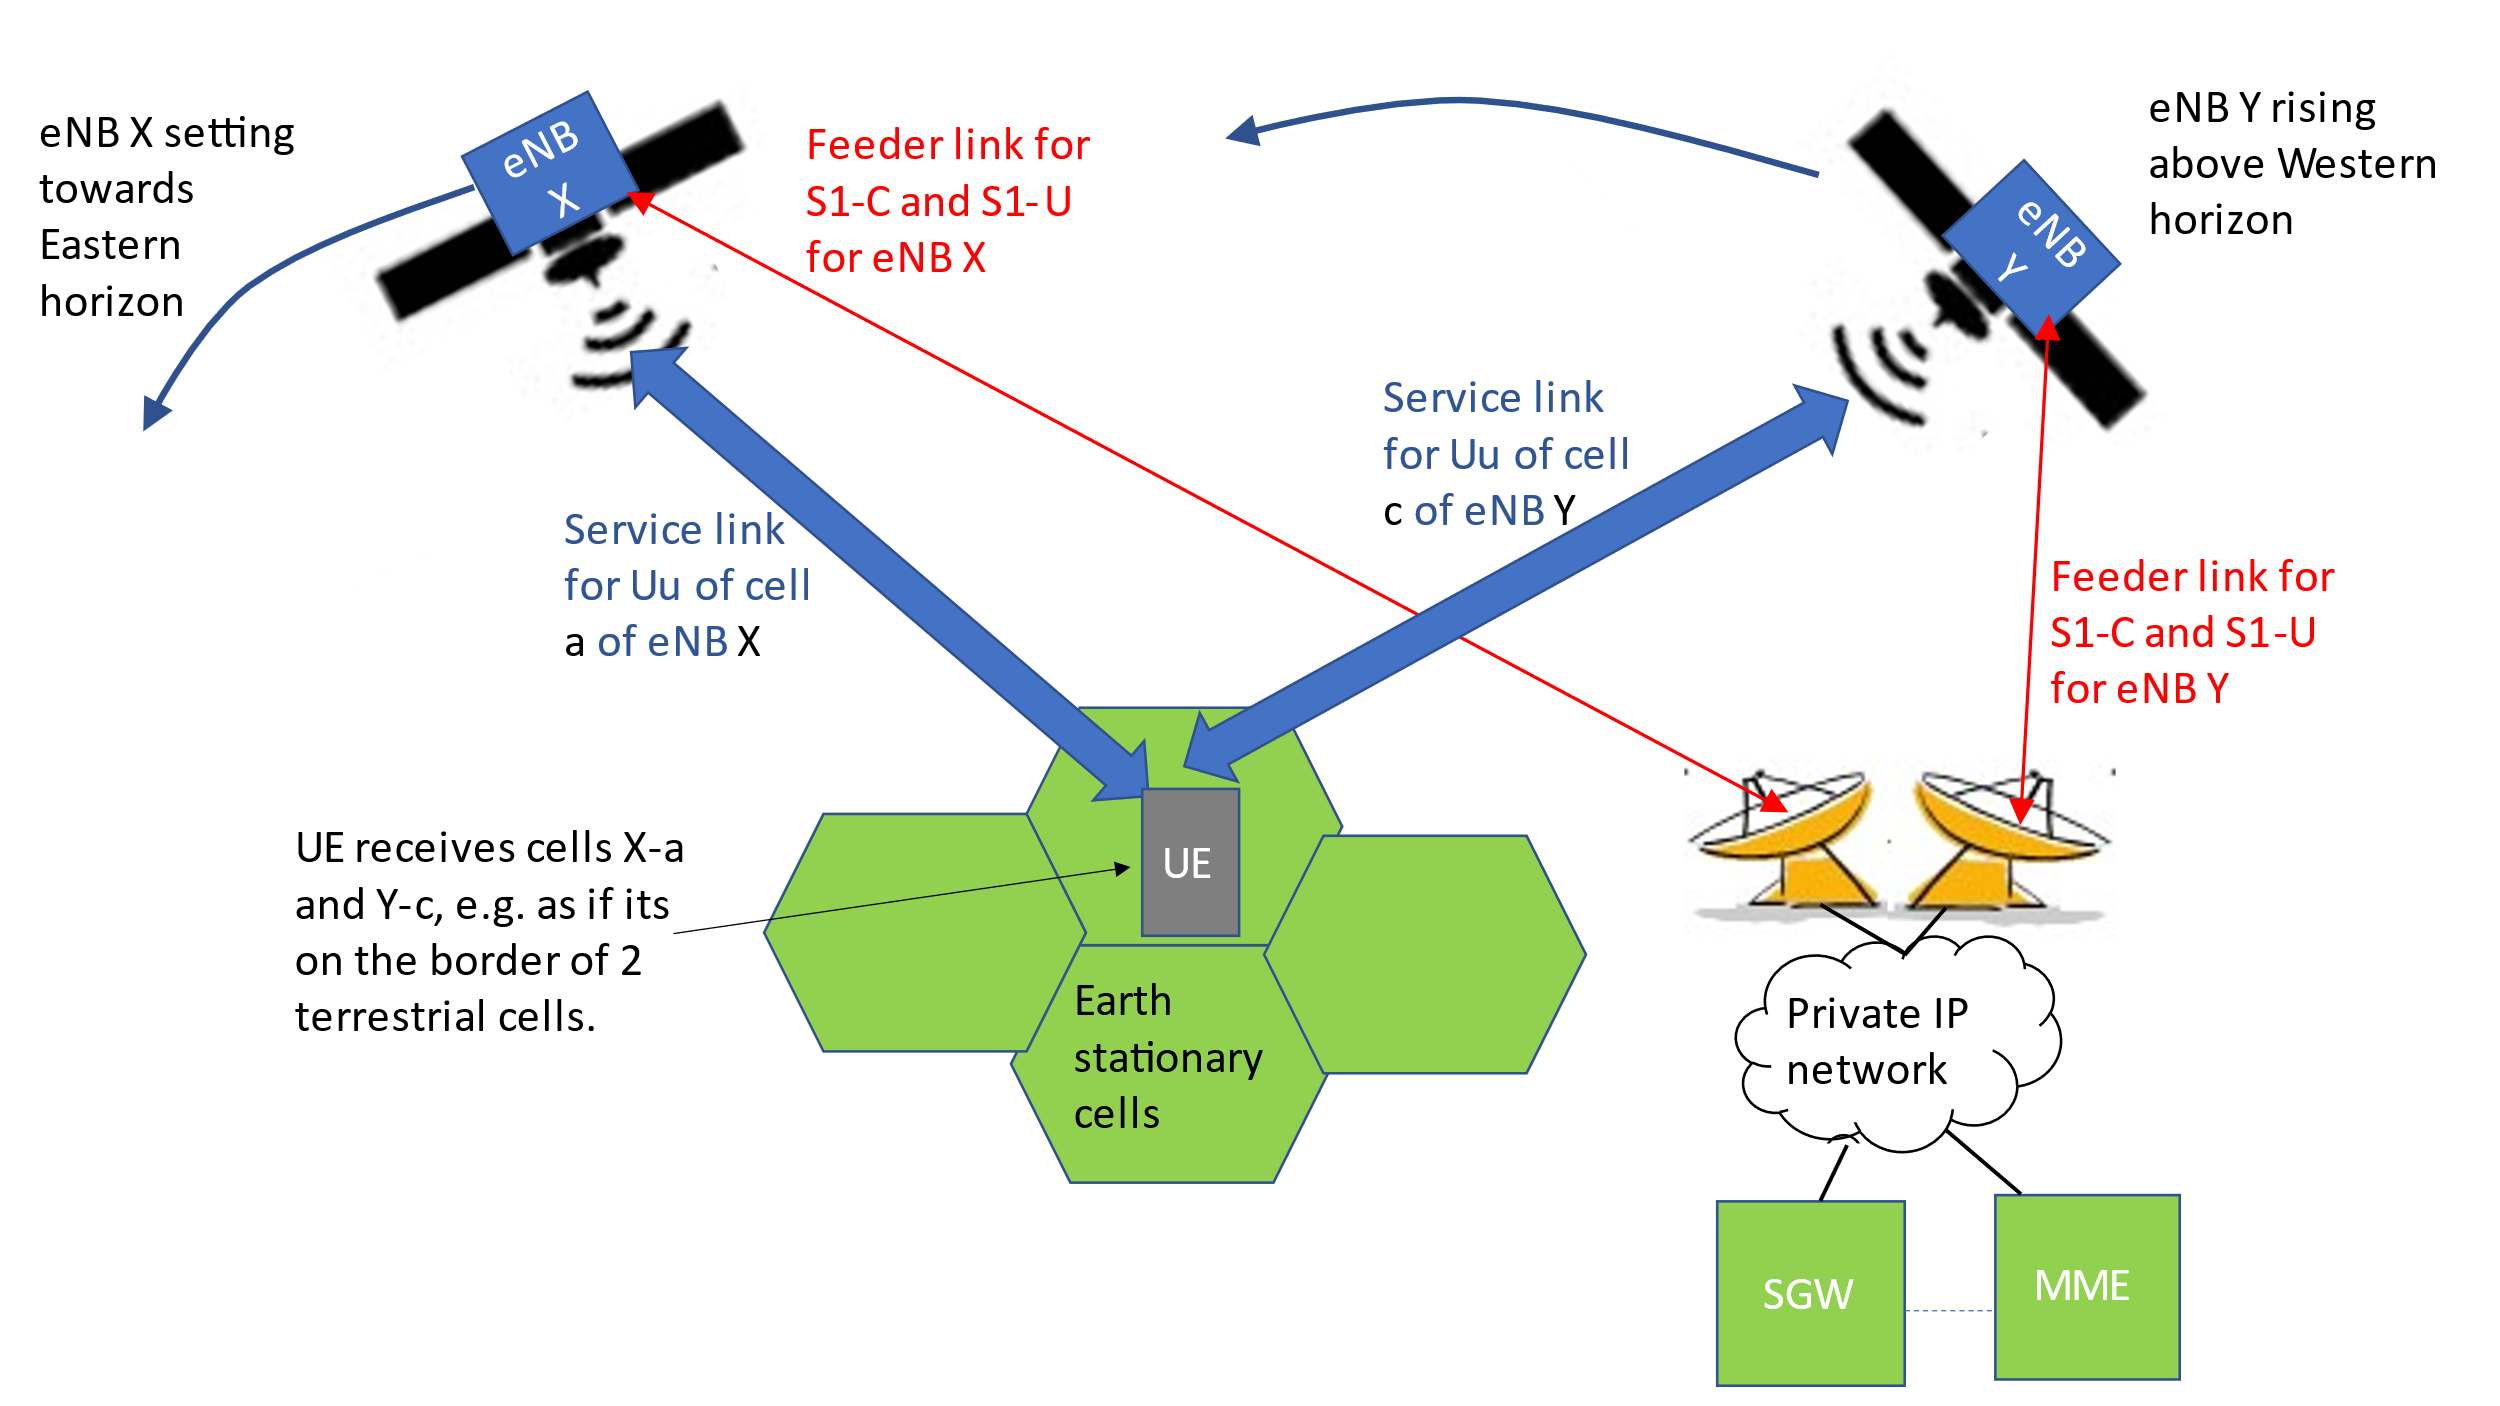 eNB X setting
towards
Eastern
horizon
eNB
X
Feeder link for
S1-C and S1-U
for eNB X
eNB Y rising
above Western
horizon
eNB
Y
Service link
for Uu of cell
c of eNB Y
Service link
for Uu of cell
a of eNB X
Feeder link for
S1-C and S1-U
for eNB Y
UE receives cells X-a
and Y-c, e.g. as if its
on the border of 2
terrestrial cells.
UE
Earth
stationary
cells
Private IP
network
SGW
MME